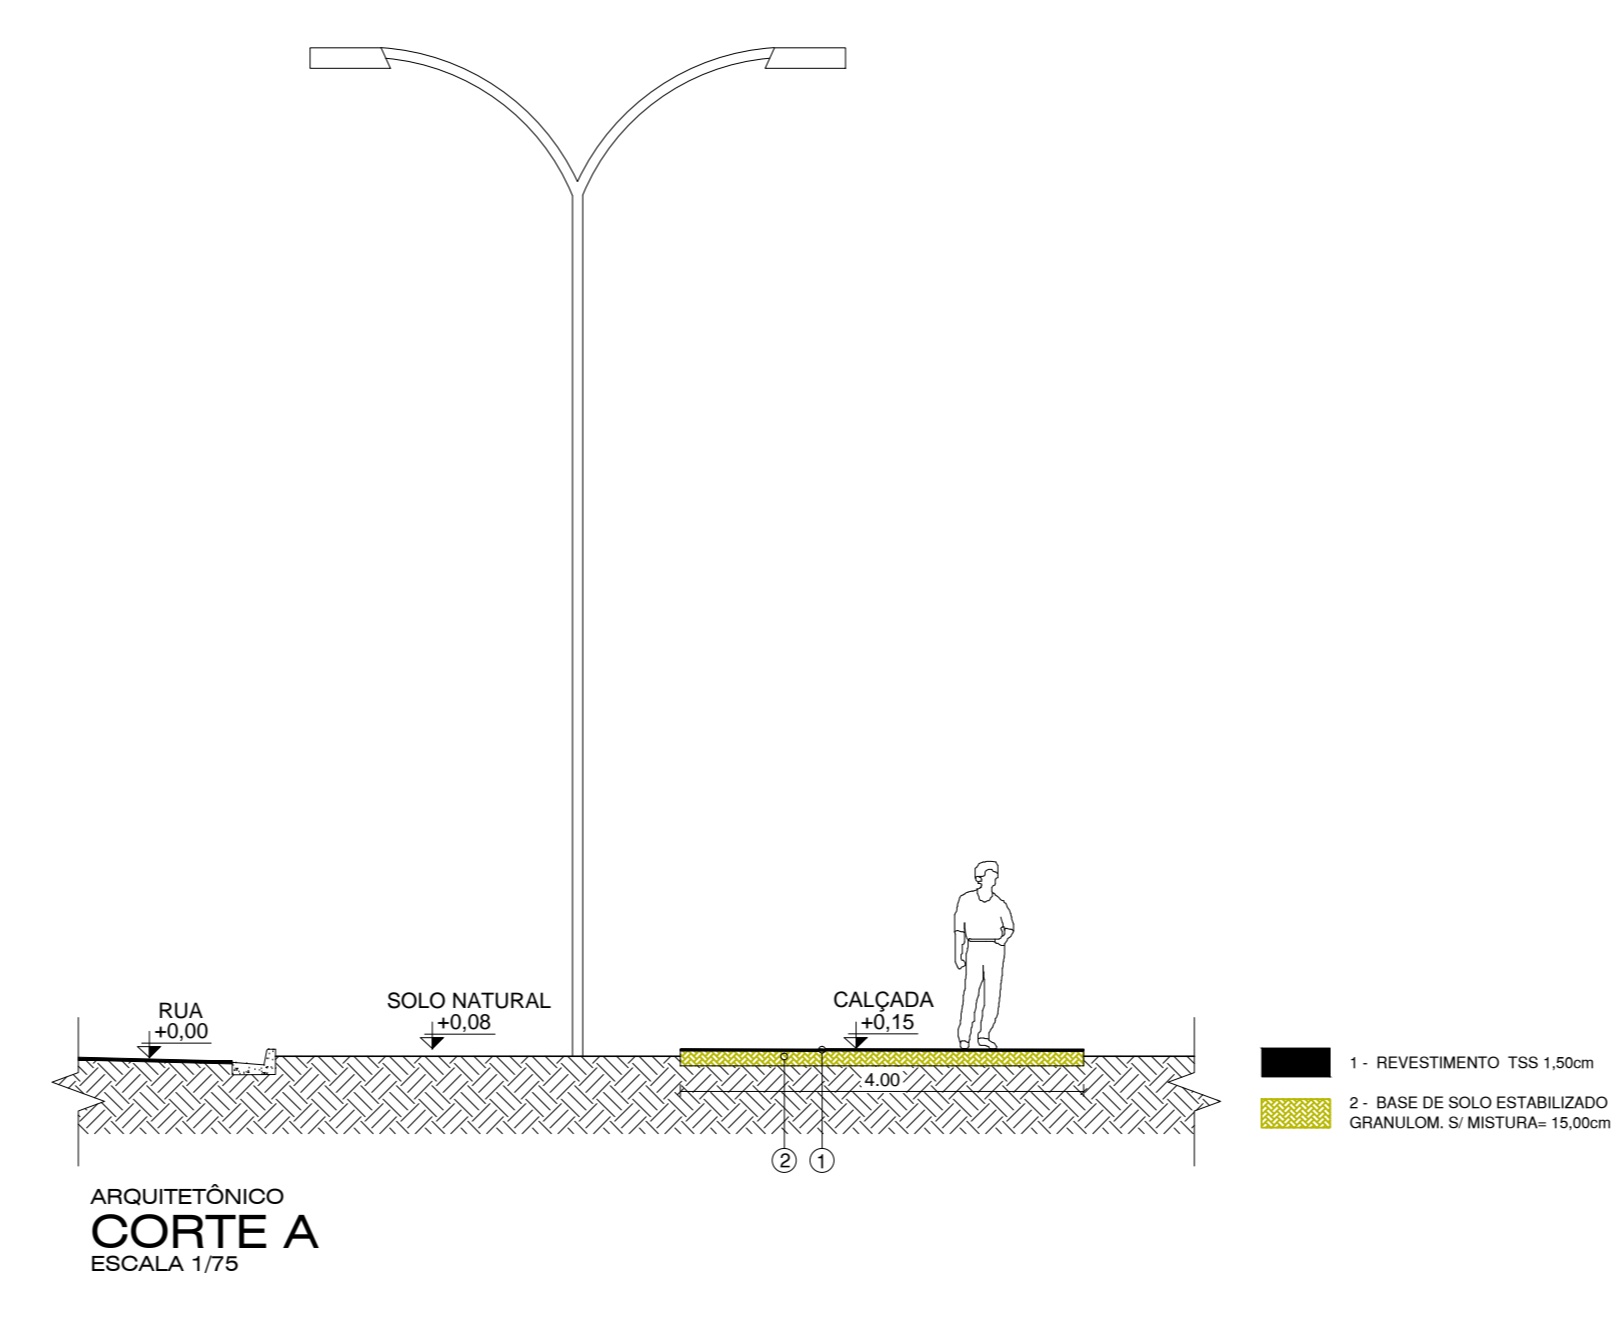 RUA
+0,00
SOLO NATURAL
+0,08
CALÇADA
+0,15
4.00
2
1
1 - REVESTIMENTO TSS 1,50cm
2 - BASE DE SOLO ESTABILIZADO
GRANULOM. S/ MISTURA= 15,00cm
ARQUITETÔNICO
CORTE A
ESCALA 1/75